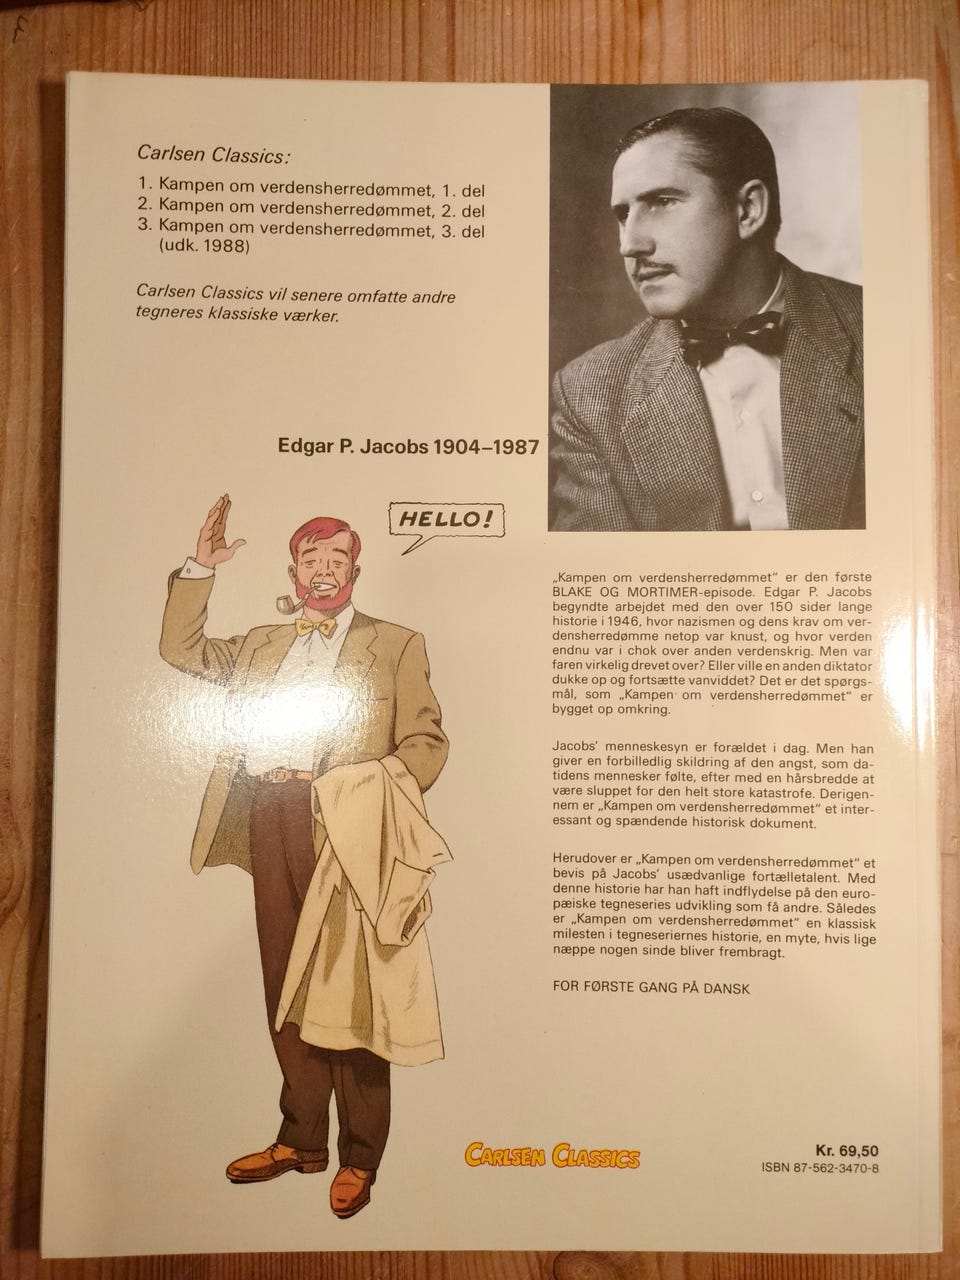 Carlsen Classics:
1. Kampen om verdensherredømmet, 1. del
2. Kampen om verdensherredømmet, 2. del
3. Kampen om verdensherredømmet, 3. del
(udk. 1988)
Carlsen Classics vil senere omfatte andre
tegneres klassiske værker.
Edgar P. Jacobs 1904–1987
HELLO!
„Kampen om verdensherredømmet“ er den første
BLAKE OG MORTIMER-episode. Edgar P. Jacobs
begyndte arbejdet med den over 150 sider lange
historie i 1946, hvor nazismen og dens krav om ver-
densherredømme netop var knust, og hvor verden
endnu var i chok over anden verdenskrig. Men var
faren virkelig drevet over? Eller ville en anden diktator
dukke op og fortsætte vanviddet? Det er det spørgs-
mål, som „Kampen om verdensherredømmet“ er
bygget op omkring.
Jacobs’ menneskesyn er forældet i dag. Men han
giver en forbilledlig skildring af den angst, som da-
tidens mennesker følte, efter med en hårsbredde at
være sluppet for den helt store katastrofe. Derigen-
nem er „Kampen om verdensherredømmet“ et inter-
essant og spændende historisk dokument.
Herudover er „Kampen om verdensherredømmet“ et
bevis på Jacobs’ usædvanlige fortælletalent. Med
denne historie har han haft indflydelse på den euro-
pæiske tegneseries udvikling som få andre. Således
er „Kampen om verdensherredømmet“ en klassisk
milesten i tegneseriernes historie, en myte, hvis lige
næppe nogen sinde bliver frembragt.
FOR FØRSTE GANG PÅ DANSK
CARLSEN CLASSICS
Kr. 69,50
ISBN 87-562-3470-8